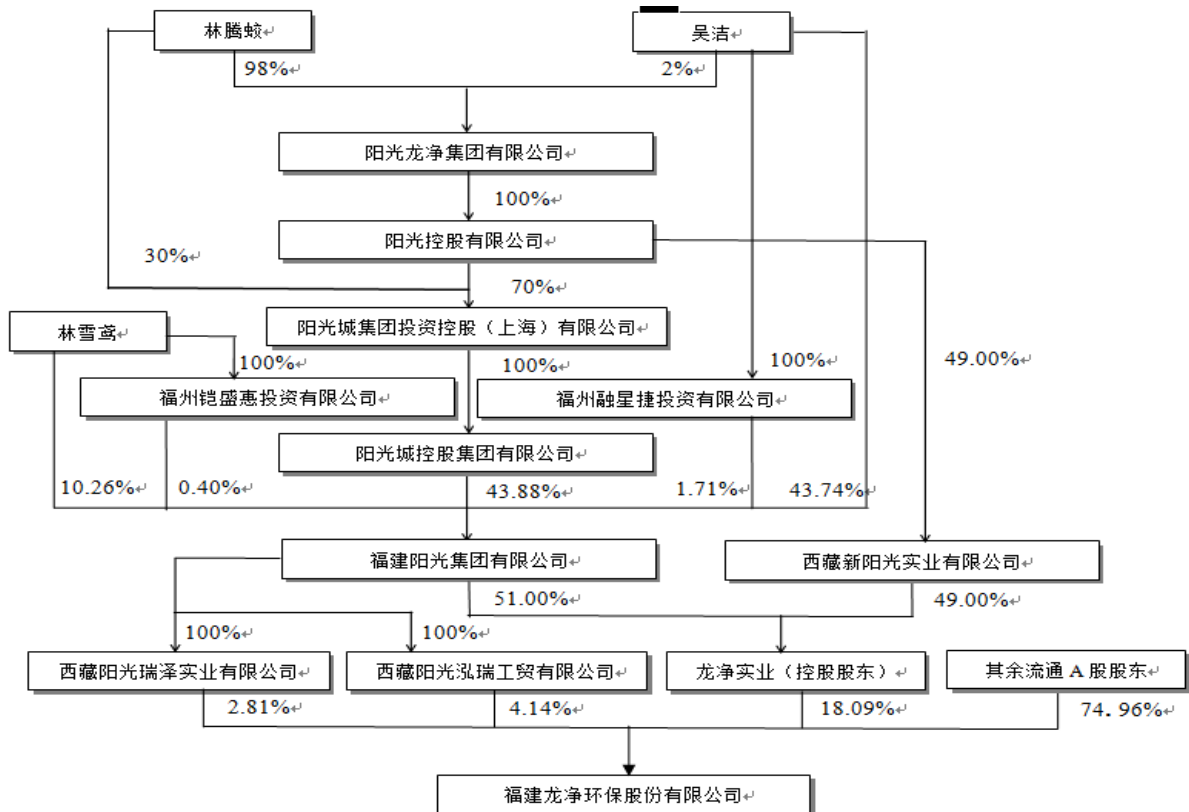 林腾蛟
吴洁
98%
2%
阳光龙净集团有限公司
100%
阳光控股有限公司
30%
70%
阳光城集团投资控股（上海）有限公司
林雪鸢
100%
100%
100%
49.00%
福州铠盛惠投资有限公司
福州融星捷投资有限公司
阳光城控股集团有限公司
10.26%
0.40%
43.88%
1.71%
43.74%
福建阳光集团有限公司
西藏新阳光实业有限公司
51.00%
49.00%
100%
100%
西藏阳光瑞泽实业有限公司
西藏阳光泓瑞工贸有限公司
龙净实业（控股股东）
其余流通 A 股股东
2.81%
4.14%
18.09%
74.96%
福建龙净环保股份有限公司